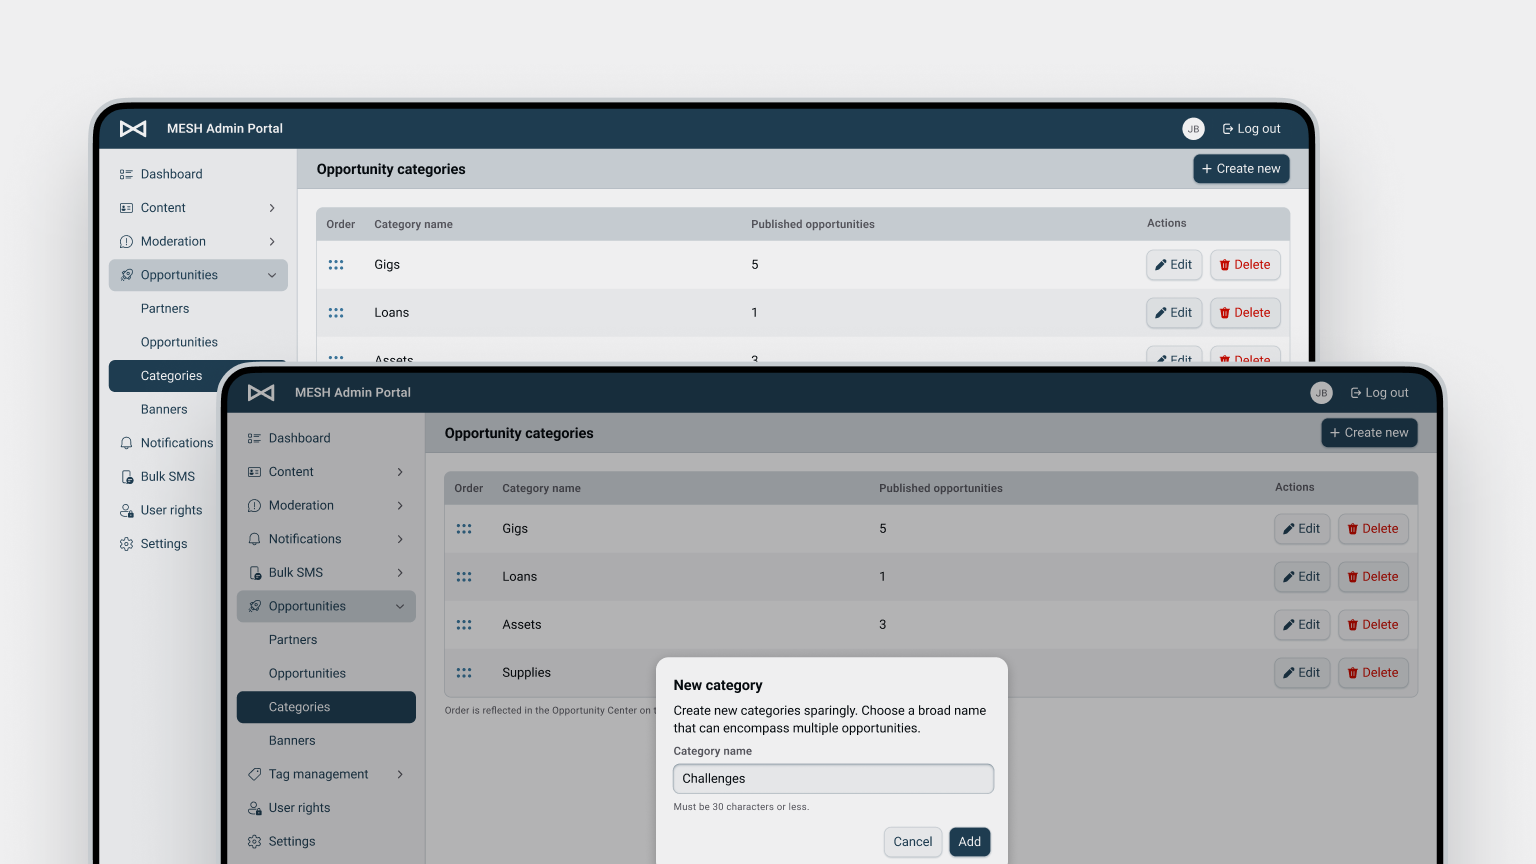 MESH Admin Portal
JB
Log out
Dashboard
Content
Moderation
Opportunities
Partners
Opportunities
Categories
Banners
Notifications
Bulk SMS
User rights
Settings
Opportunity categories
+ Create new
Order Category name Published opportunities Actions
Gigs 5 Edit Delete
Loans 1 Edit Delete
Assets 3 Edit Delete
MESH Admin Portal
JB
Log out
Dashboard
Content
Moderation
Notifications
Bulk SMS
Opportunities
Partners
Opportunities
Categories
Banners
Tag management
User rights
Settings
Opportunity categories
+ Create new
Order Category name Published opportunities Actions
Gigs 5 Edit Delete
Loans 1 Edit Delete
Assets 3 Edit Delete
Supplies Edit Delete
Order is reflected in the Opportunity Center on
New category
Create new categories sparingly. Choose a broad name
that can encompass multiple opportunities.
Category name
Challenges
Must be 30 characters or less.
Cancel Add